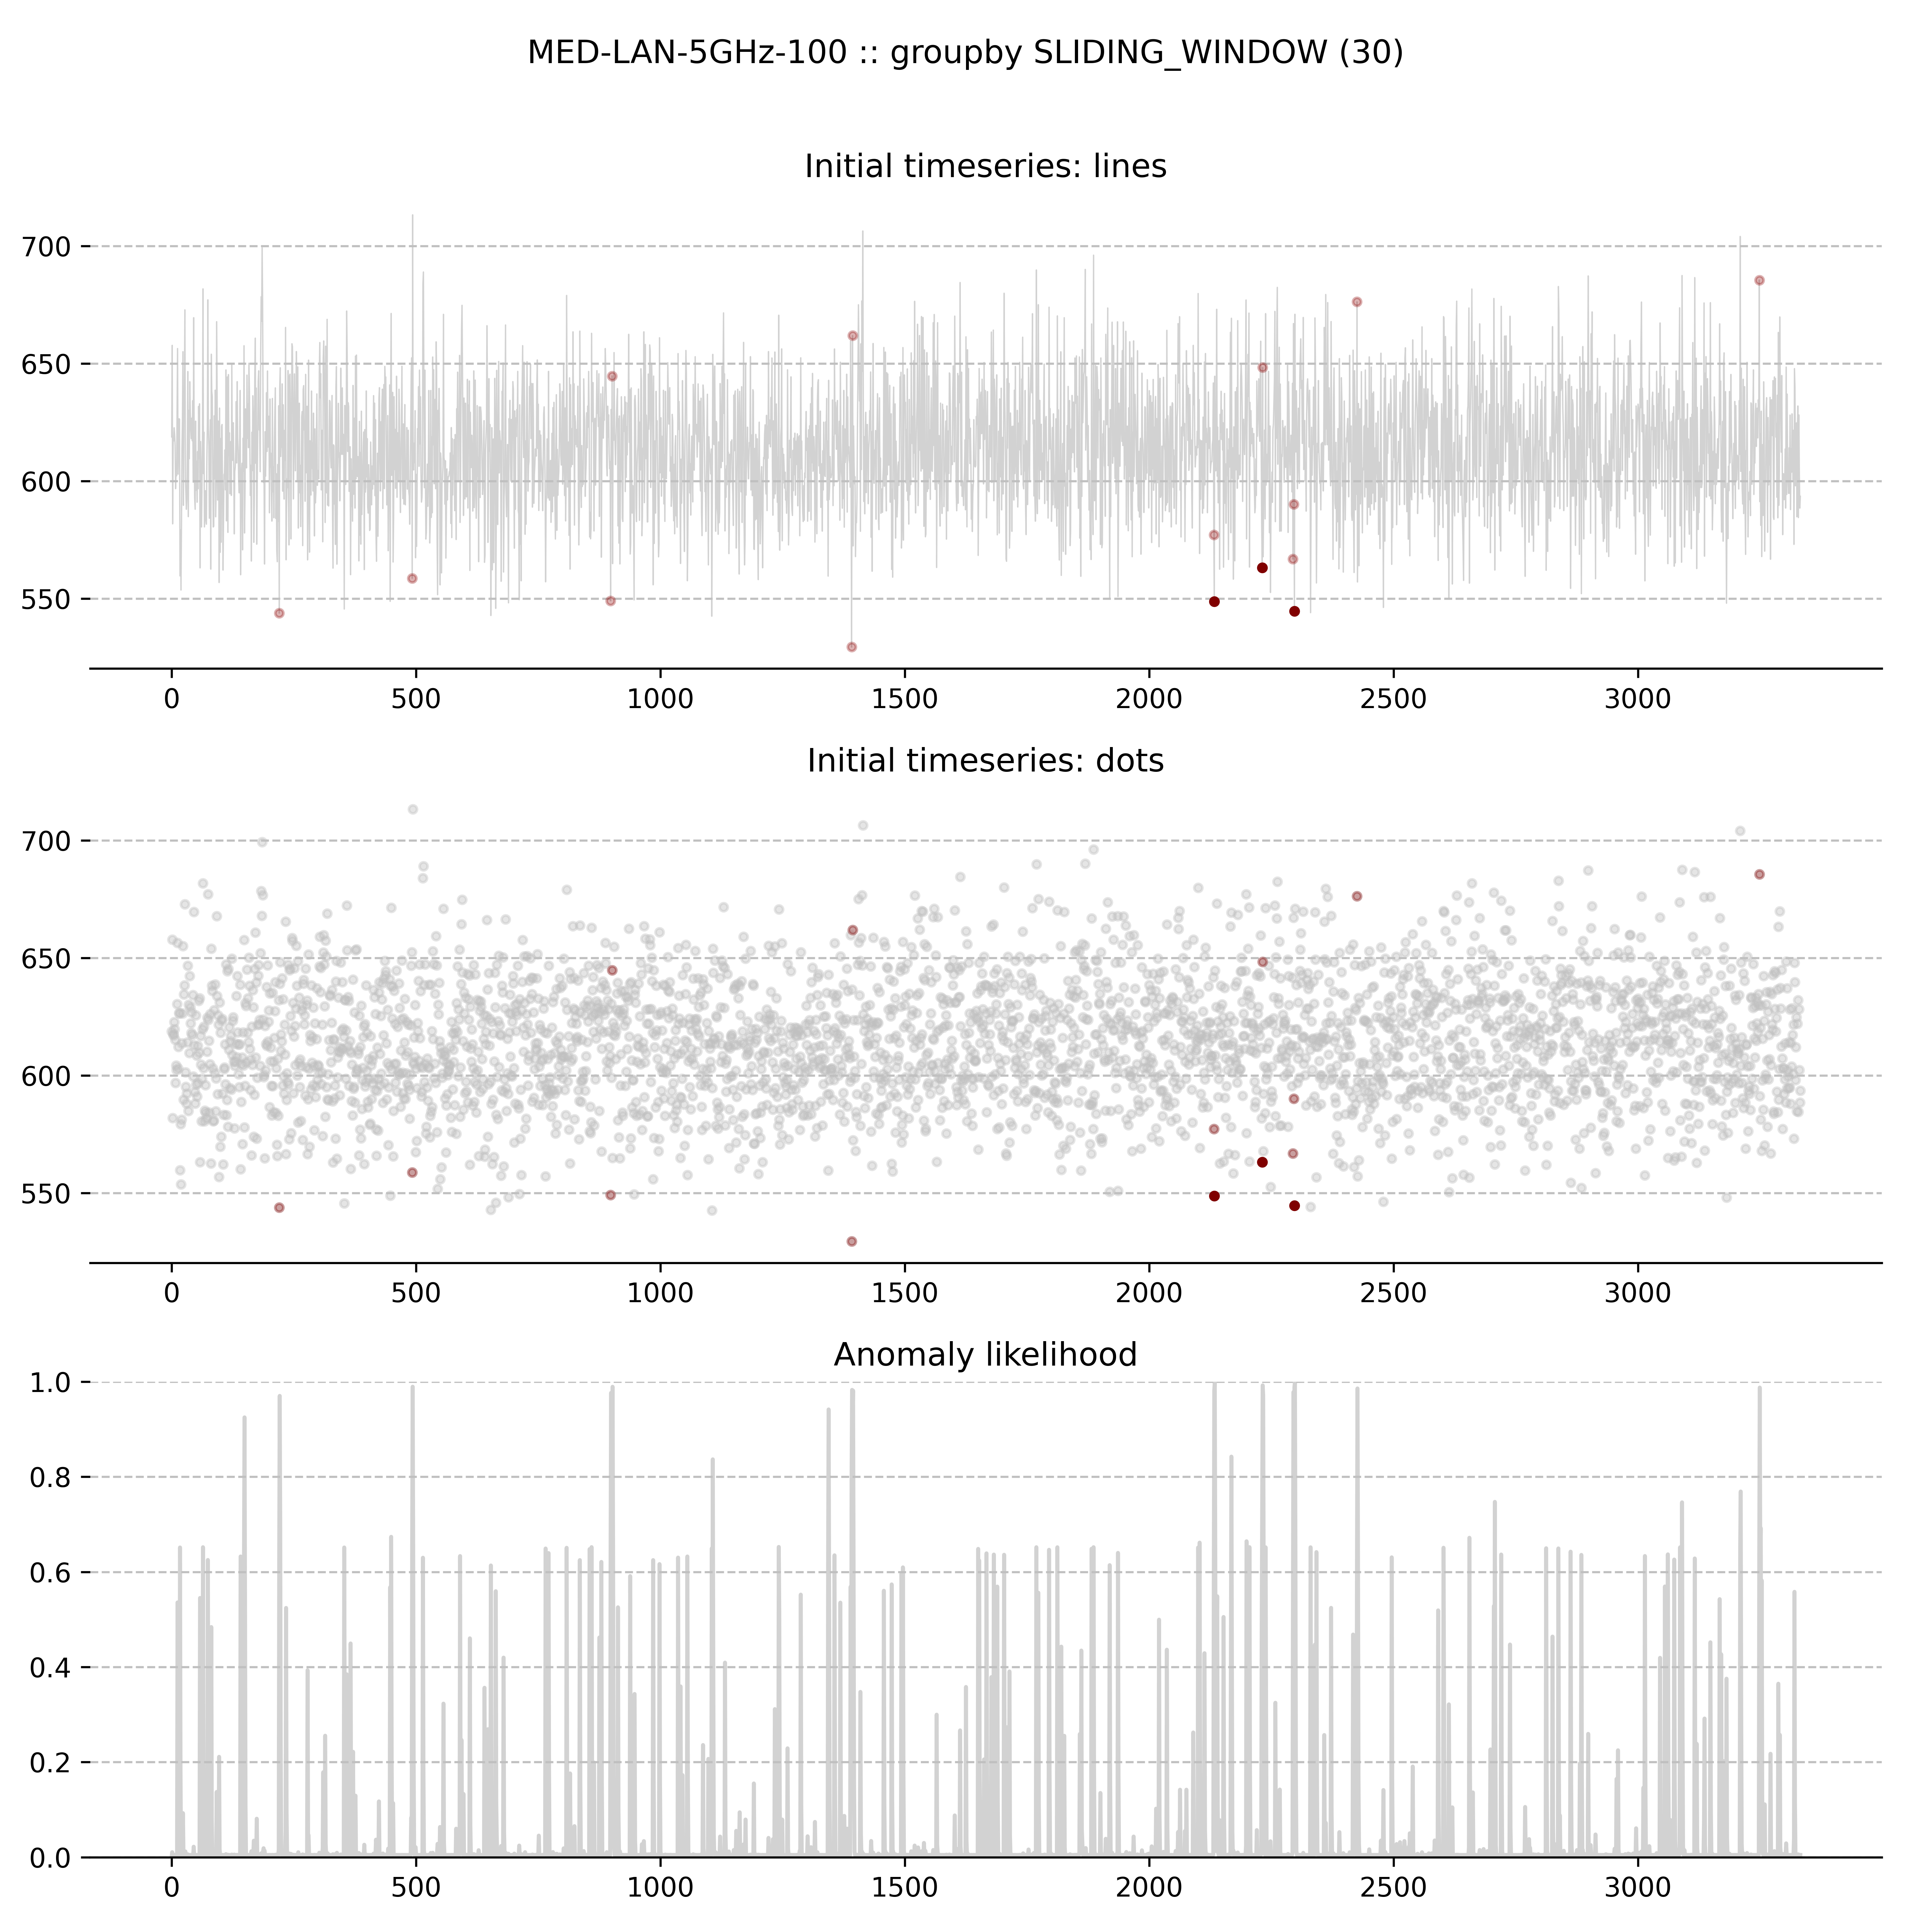 MED-LAN-5GHz-100 :: groupby SLIDING_WINDOW (30)
Initial timeseries: lines
700
650
600
550
0 500 1000 1500 2000 2500 3000
Initial timeseries: dots
700
650
600
550
0 500 1000 1500 2000 2500 3000
Anomaly likelihood
1.0
0.8
0.6
0.4
0.2
0.0
0 500 1000 1500 2000 2500 3000